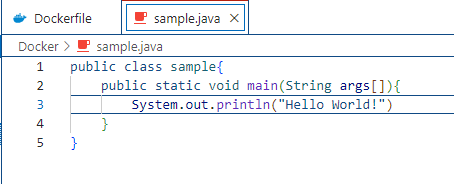 Dockerfile sample.java
Docker > sample.java
1 public class sample{
2 public static void main(String args[]){
3 System.out.println("Hello World!")
4 }
5 }